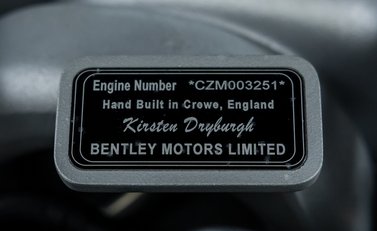 Engine Number *CZM003251*
Hand Built in Crewe, England
Kirsten Dryburgh
BENTLEY MOTORS LIMITED